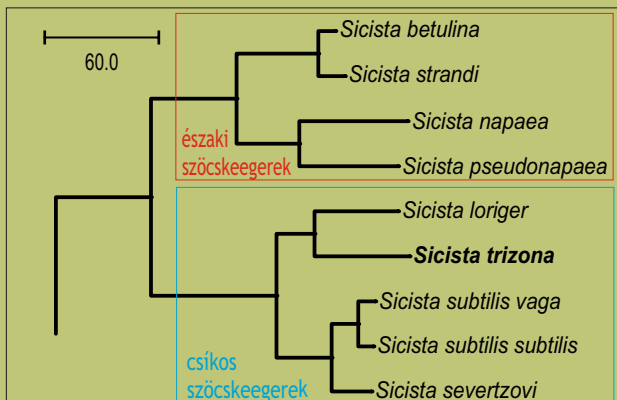 60.0
Sicista betulina
Sicista strandi
Sicista napaea
Sicista pseudonapaea
északi
szöcskeegerek
Sicista loriger
Sicista trizona
Sicista subtilis vaga
Sicista subtilis subtilis
Sicista severtzovi
csíkos
szöcskeegerek